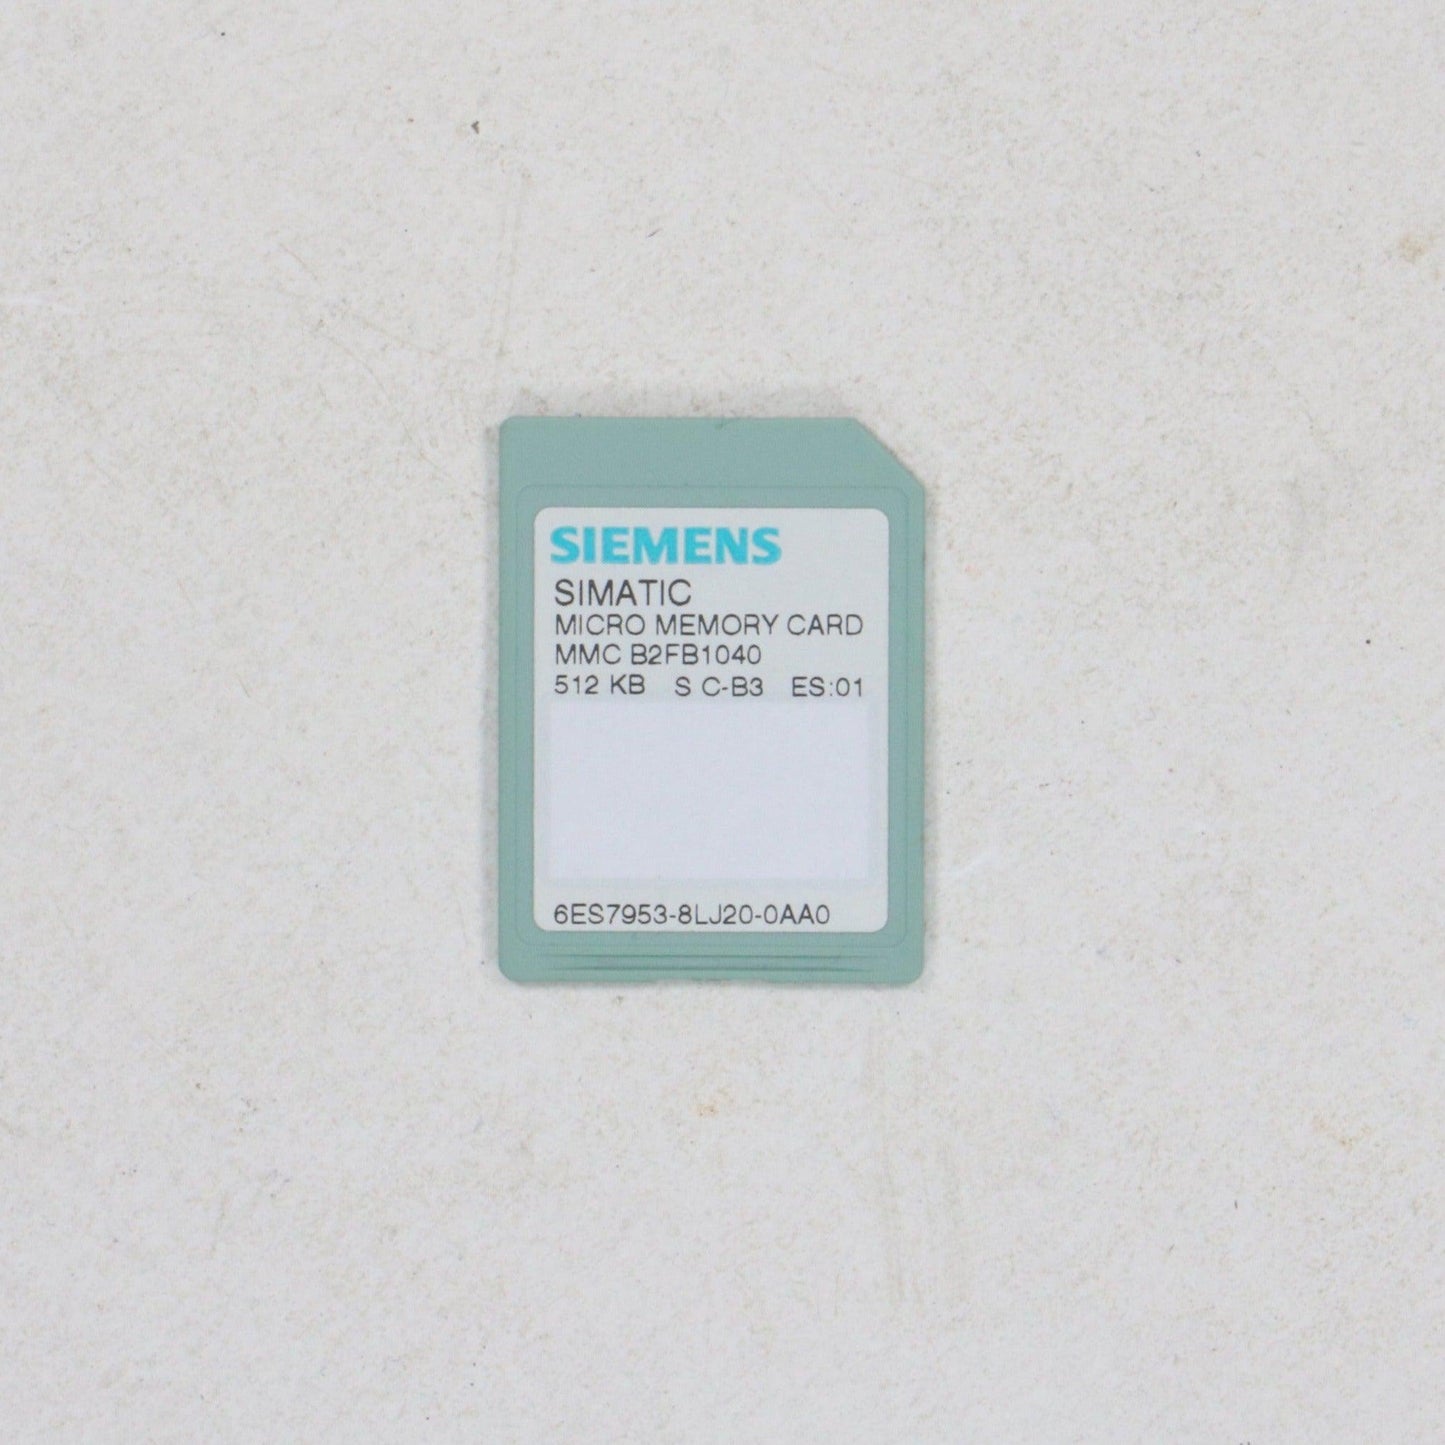 SIEMENS
SIMATIC
MICRO MEMORY CARD
MMC B2FB1040
512 KB S C-B3 ES:01
6ES7953-8LJ20-0AA0